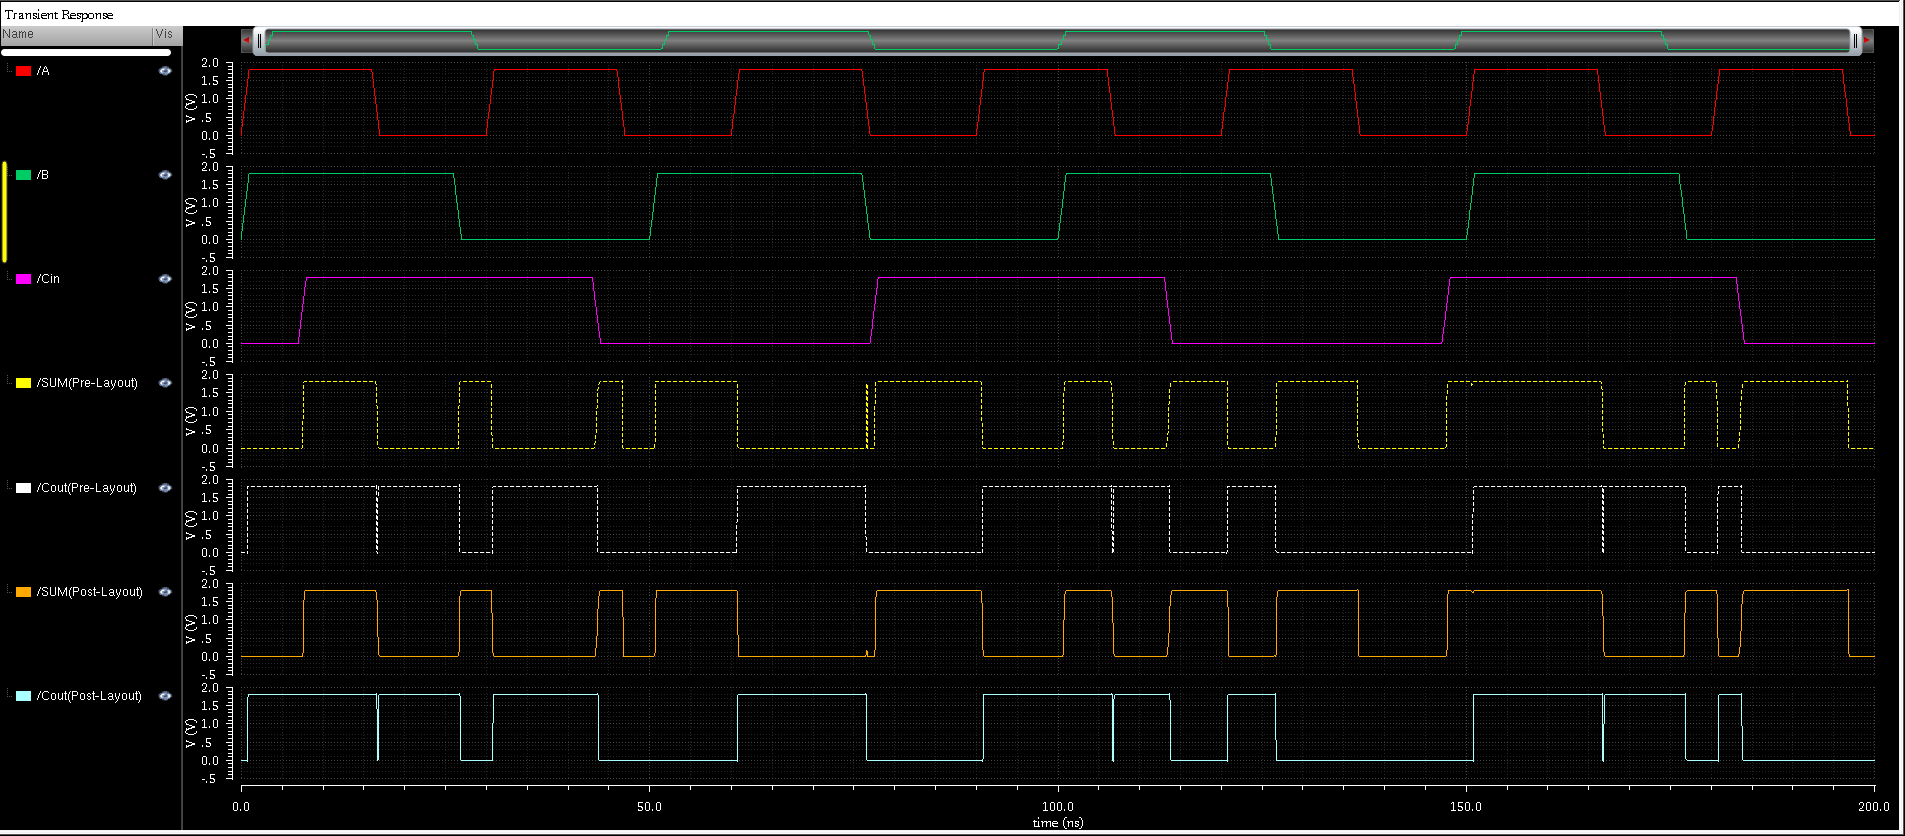 Transient Response
Name Vis
/A
V (V)
2.0
1.5
1.0
.5
0.0
-.5
/B
V (V)
2.0
1.5
1.0
.5
0.0
-.5
/Cin
V (V)
2.0
1.5
1.0
.5
0.0
-.5
/SUM(Pre-Layout)
V (V)
2.0
1.5
1.0
.5
0.0
-.5
/Cout(Pre-Layout)
V (V)
2.0
1.5
1.0
.5
0.0
-.5
/SUM(Post-Layout)
V (V)
2.0
1.5
1.0
.5
0.0
-.5
/Cout(Post-Layout)
V (V)
2.0
1.5
1.0
.5
0.0
-.5
0.0 50.0 100.0 150.0 200.0
time (ns)